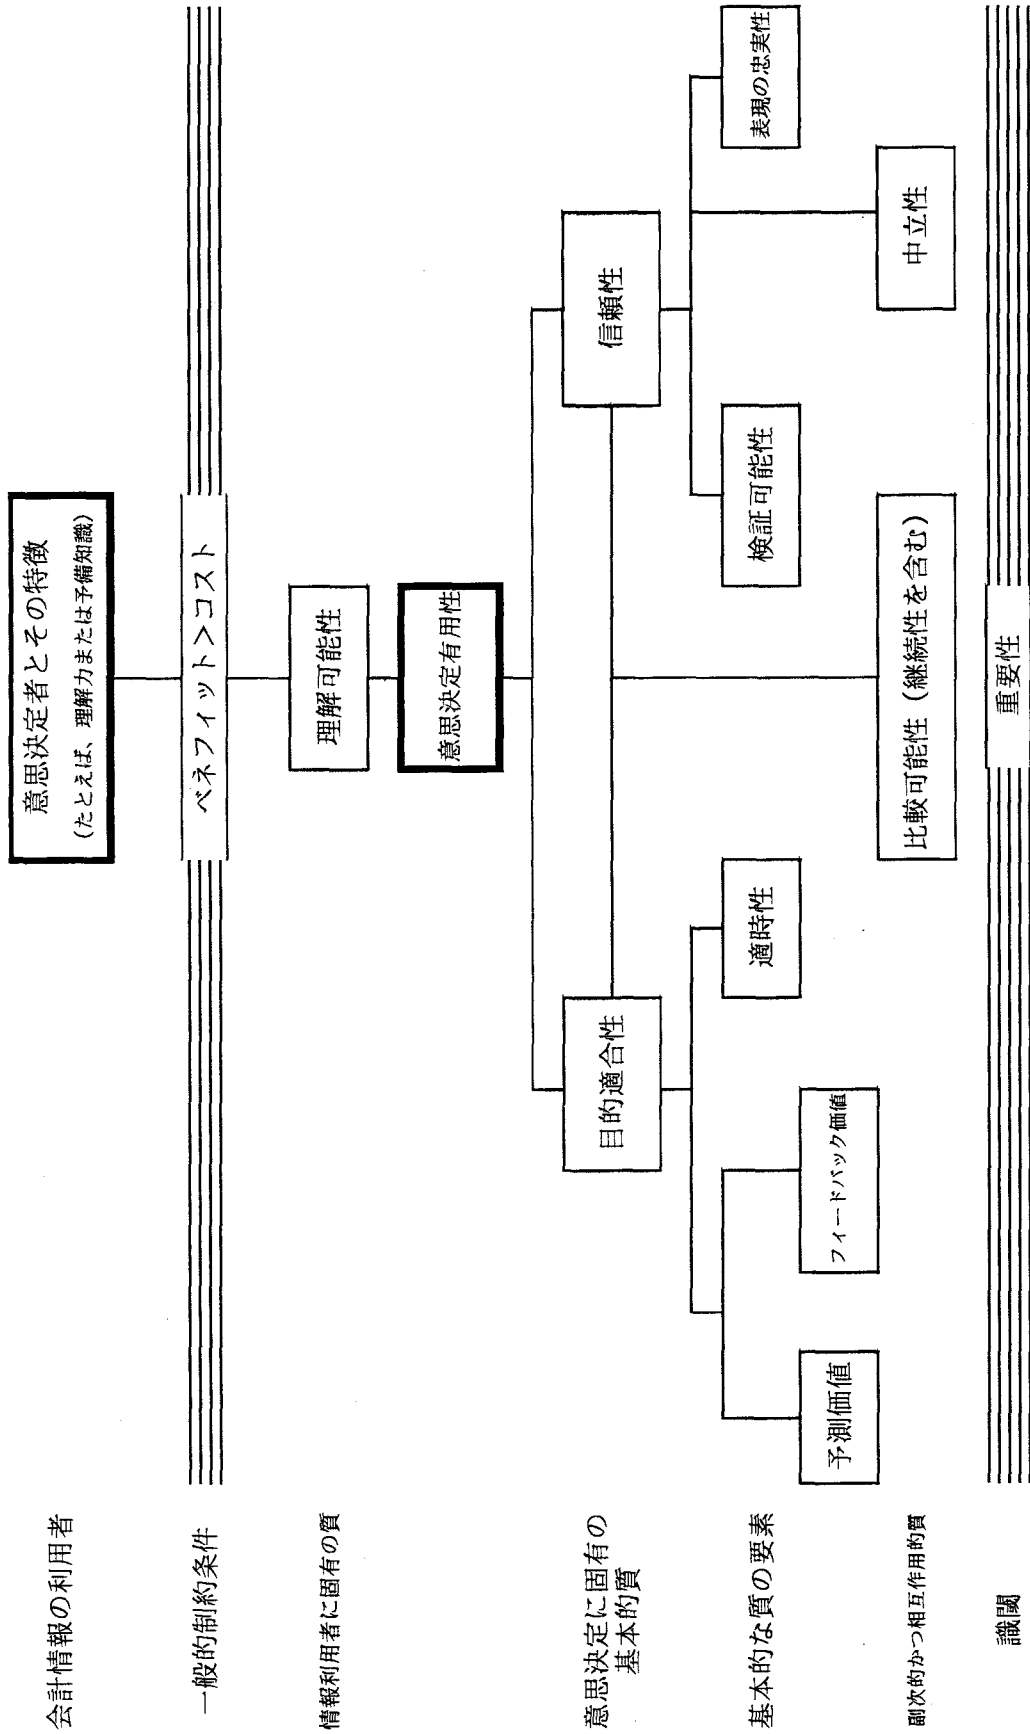 会計情報の利用者
意思決定者とその特徴
(たとえば、理解力または予備知識)
一般的制約条件
ベネフィット＞コスト
情報利用者に固有の質
理解可能性
意思決定有用性
意思決定に固有の
基本的質
目的適合性
信頼性
基本的な質の要素
適時性
検証可能性
表現の忠実性
予測価値
フィードバック価値
副次的かつ相互作用的質
比較可能性（継続性を含む）
中立性
識閾
重要性